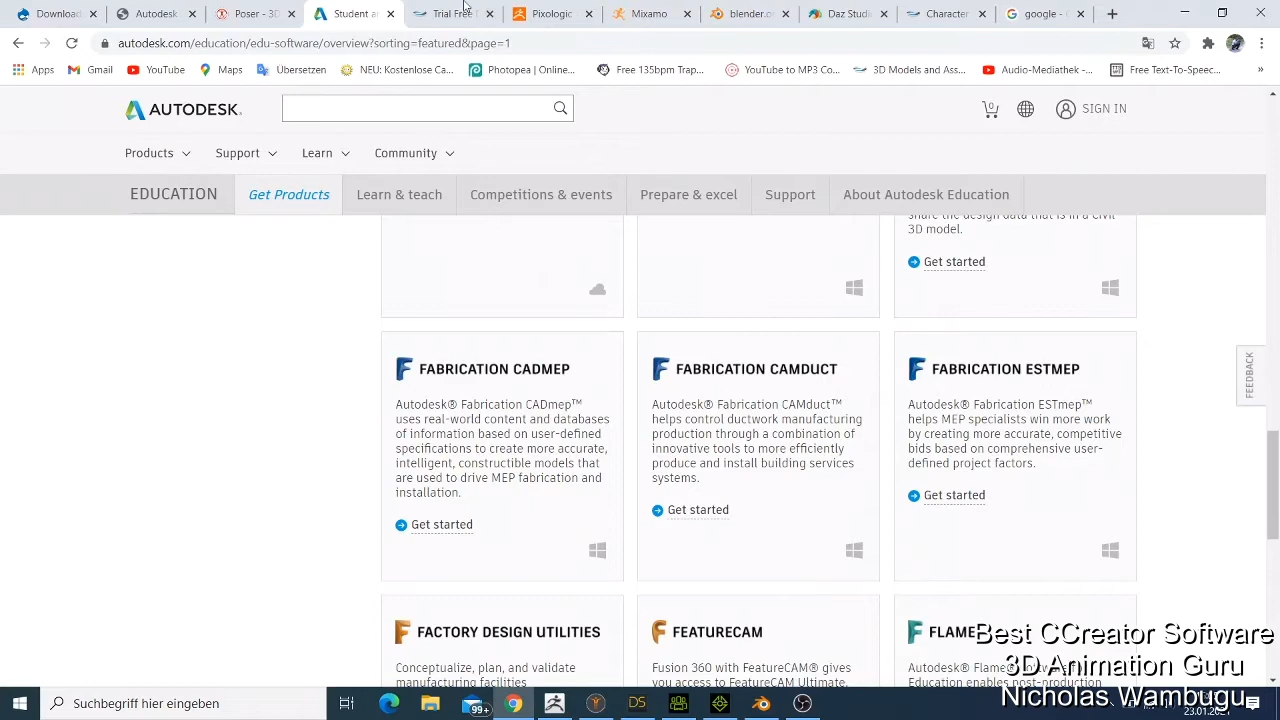 Downloa
Autodesk
Poser - 3D
Student a
Trial Free
Pixologic
Mixamo
blender.o
Daz Studi
Character
google - G
autodesk.com/education/edu-software/overview?sorting=featured&page=1
Apps
Gmail
YouTube
Maps
Übersetzen
NEU: Kostenlose Ca...
Photopea | Online...
Free 135bpm Trap...
YouTube to MP3 Co...
3D Models and Ass...
Audio-Mediathek -...
Free Text-To-Speec...
»
AUTODESK.
0
SIGN IN
Products
Support
Learn
Community
EDUCATION
Get Products
Learn & teach
Competitions & events
Prepare & excel
Support
About Autodesk Education
share the design data that is in a Civil
3D model.
Get started
FABRICATION CADMEP
Autodesk® Fabrication CADmep™
uses real-world content and databases
of information based on user-defined
specifications to create more accurate,
intelligent, constructible models that
are used to drive MEP fabrication and
installation.
Get started
FABRICATION CAMDUCT
Autodesk® Fabrication CAMduct™
helps control ductwork manufacturing
production through a combination of
innovative tools to more efficiently
produce and install building services
systems.
Get started
FABRICATION ESTMEP
Autodesk® Fabrication ESTmep™
helps MEP specialists win more work
by creating more accurate, competitive
bids based on comprehensive user-
defined project factors.
Get started
FEEDBACK
FACTORY DESIGN UTILITIES
Conceptualize, plan, and validate
manufacturing facilities
FEATURECAM
Fusion 360 with FeatureCAM® gives
you access to FeatureCAM Ultimate,
FLAME
Autodesk® Flame®
Education enables post-production
Best CCreator Software
3D Animation Guru
Nicholas Wambugu
Suchbegriff hier eingeben
99+
DS
23.01.20